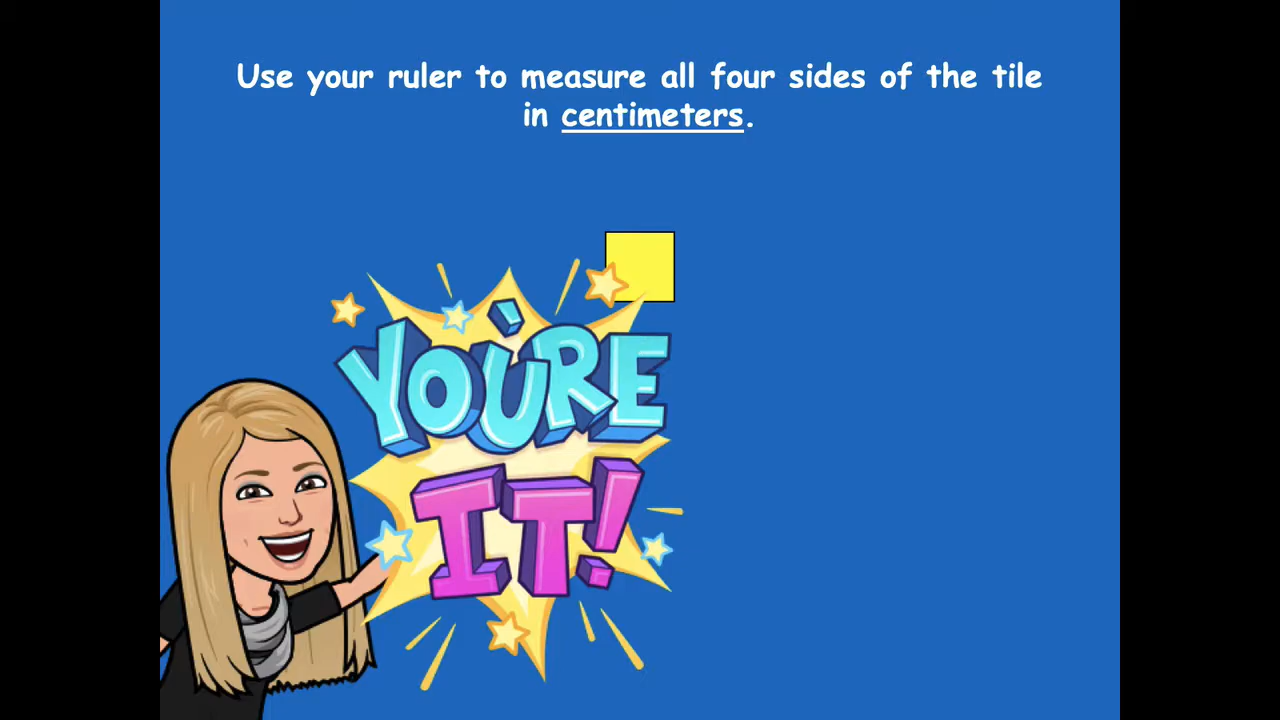 Use your ruler to measure all four sides of the tile
in centimeters.
YOU'RE
IT!